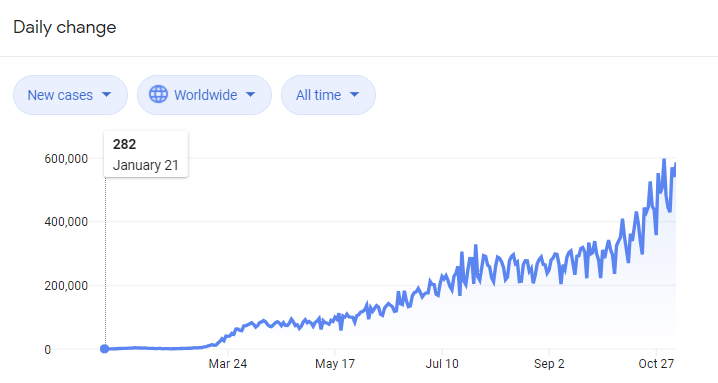 Daily change
New cases
Worldwide
All time
282
January 21
600,000
400,000
200,000
0
Mar 24
May 17
Jul 10
Sep 2
Oct 27